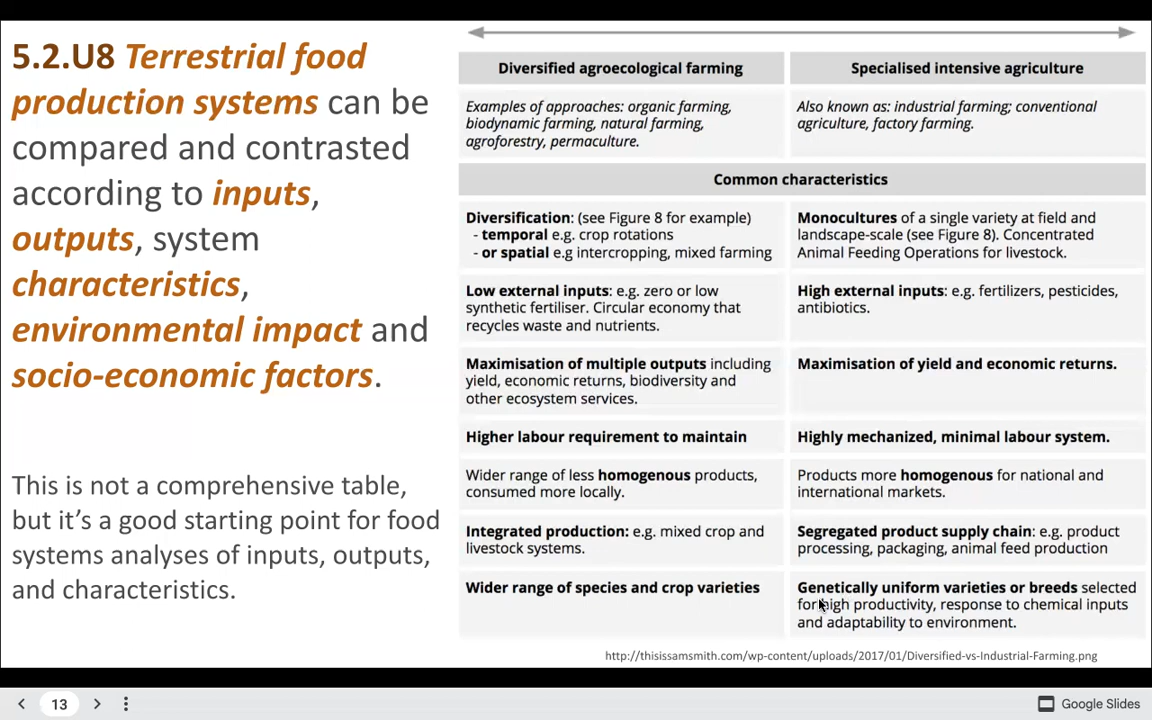 5.2.U8 Terrestrial food
production systems can be
compared and contrasted
according to inputs,
outputs, system
characteristics,
environmental impact and
socio-economic factors.
This is not a comprehensive table,
but it’s a good starting point for food
systems analyses of inputs, outputs,
and characteristics.
Diversified agroecological farming
Specialised intensive agriculture
Examples of approaches: organic farming,
biodynamic farming, natural farming,
agroforestry, permaculture.
Also known as: industrial farming; conventional
agriculture, factory farming.
Common characteristics
Diversification: (see Figure 8 for example)
- temporal e.g. crop rotations
- or spatial e.g intercropping, mixed farming
Monocultures of a single variety at field and
landscape-scale (see Figure 8). Concentrated
Animal Feeding Operations for livestock.
Low external inputs: e.g. zero or low
synthetic fertiliser. Circular economy that
recycles waste and nutrients.
High external inputs: e.g. fertilizers, pesticides,
antibiotics.
Maximisation of multiple outputs including
yield, economic returns, biodiversity and
other ecosystem services.
Maximisation of yield and economic returns.
Higher labour requirement to maintain
Highly mechanized, minimal labour system.
Wider range of less homogenous products,
consumed more locally.
Products more homogenous for national and
international markets.
Integrated production: e.g. mixed crop and
livestock systems.
Segregated product supply chain: e.g. product
processing, packaging, animal feed production
Wider range of species and crop varieties
Genetically uniform varieties or breeds selected
for high productivity, response to chemical inputs
and adaptability to environment.
http://thisissamsmith.com/wp-content/uploads/2017/01/Diversified-vs-Industrial-Farming.png
13
Google Slides